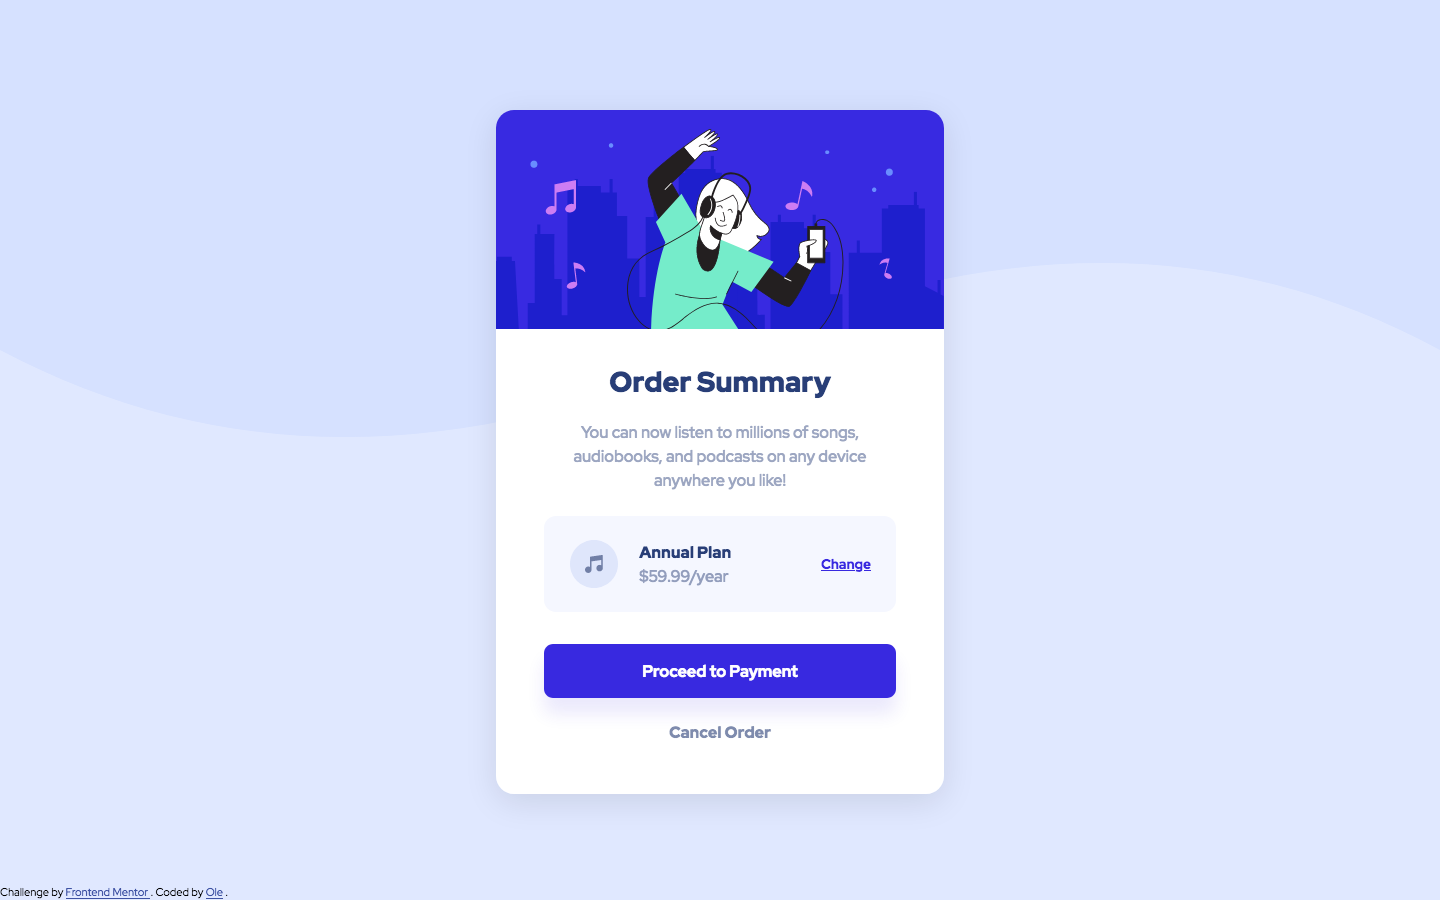 Order Summary
You can now listen to millions of songs,
audiobooks, and podcasts on any device
anywhere you like!
Annual Plan
$59.99/year
Change
Proceed to Payment
Cancel Order
Challenge by Frontend Mentor . Coded by Ole .